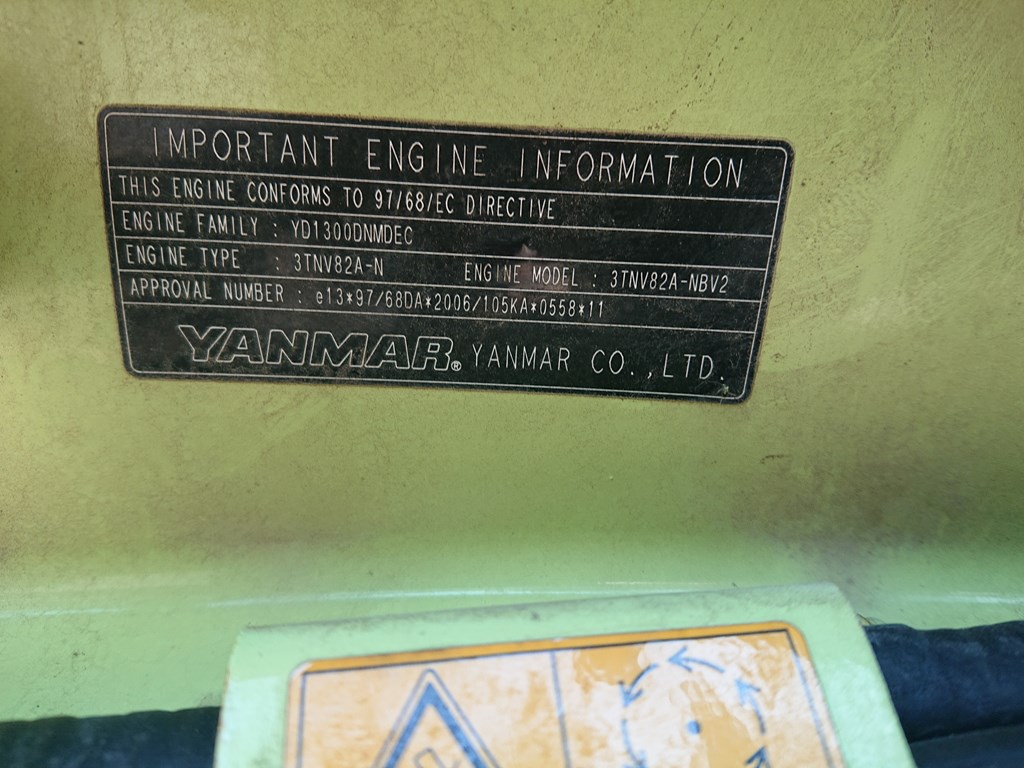 IMPORTANT ENGINE INFORMATION
THIS ENGINE CONFORMS TO 97/68/EC DIRECTIVE
ENGINE FAMILY : YD1300DNMDEC
ENGINE TYPE : 3TNV82A-N ENGINE MODEL : 3TNV82A-NBV2
APPROVAL NUMBER : e13*97/68DA*2006/105KA*0558*11
YANMAR® YANMAR CO.,LTD.